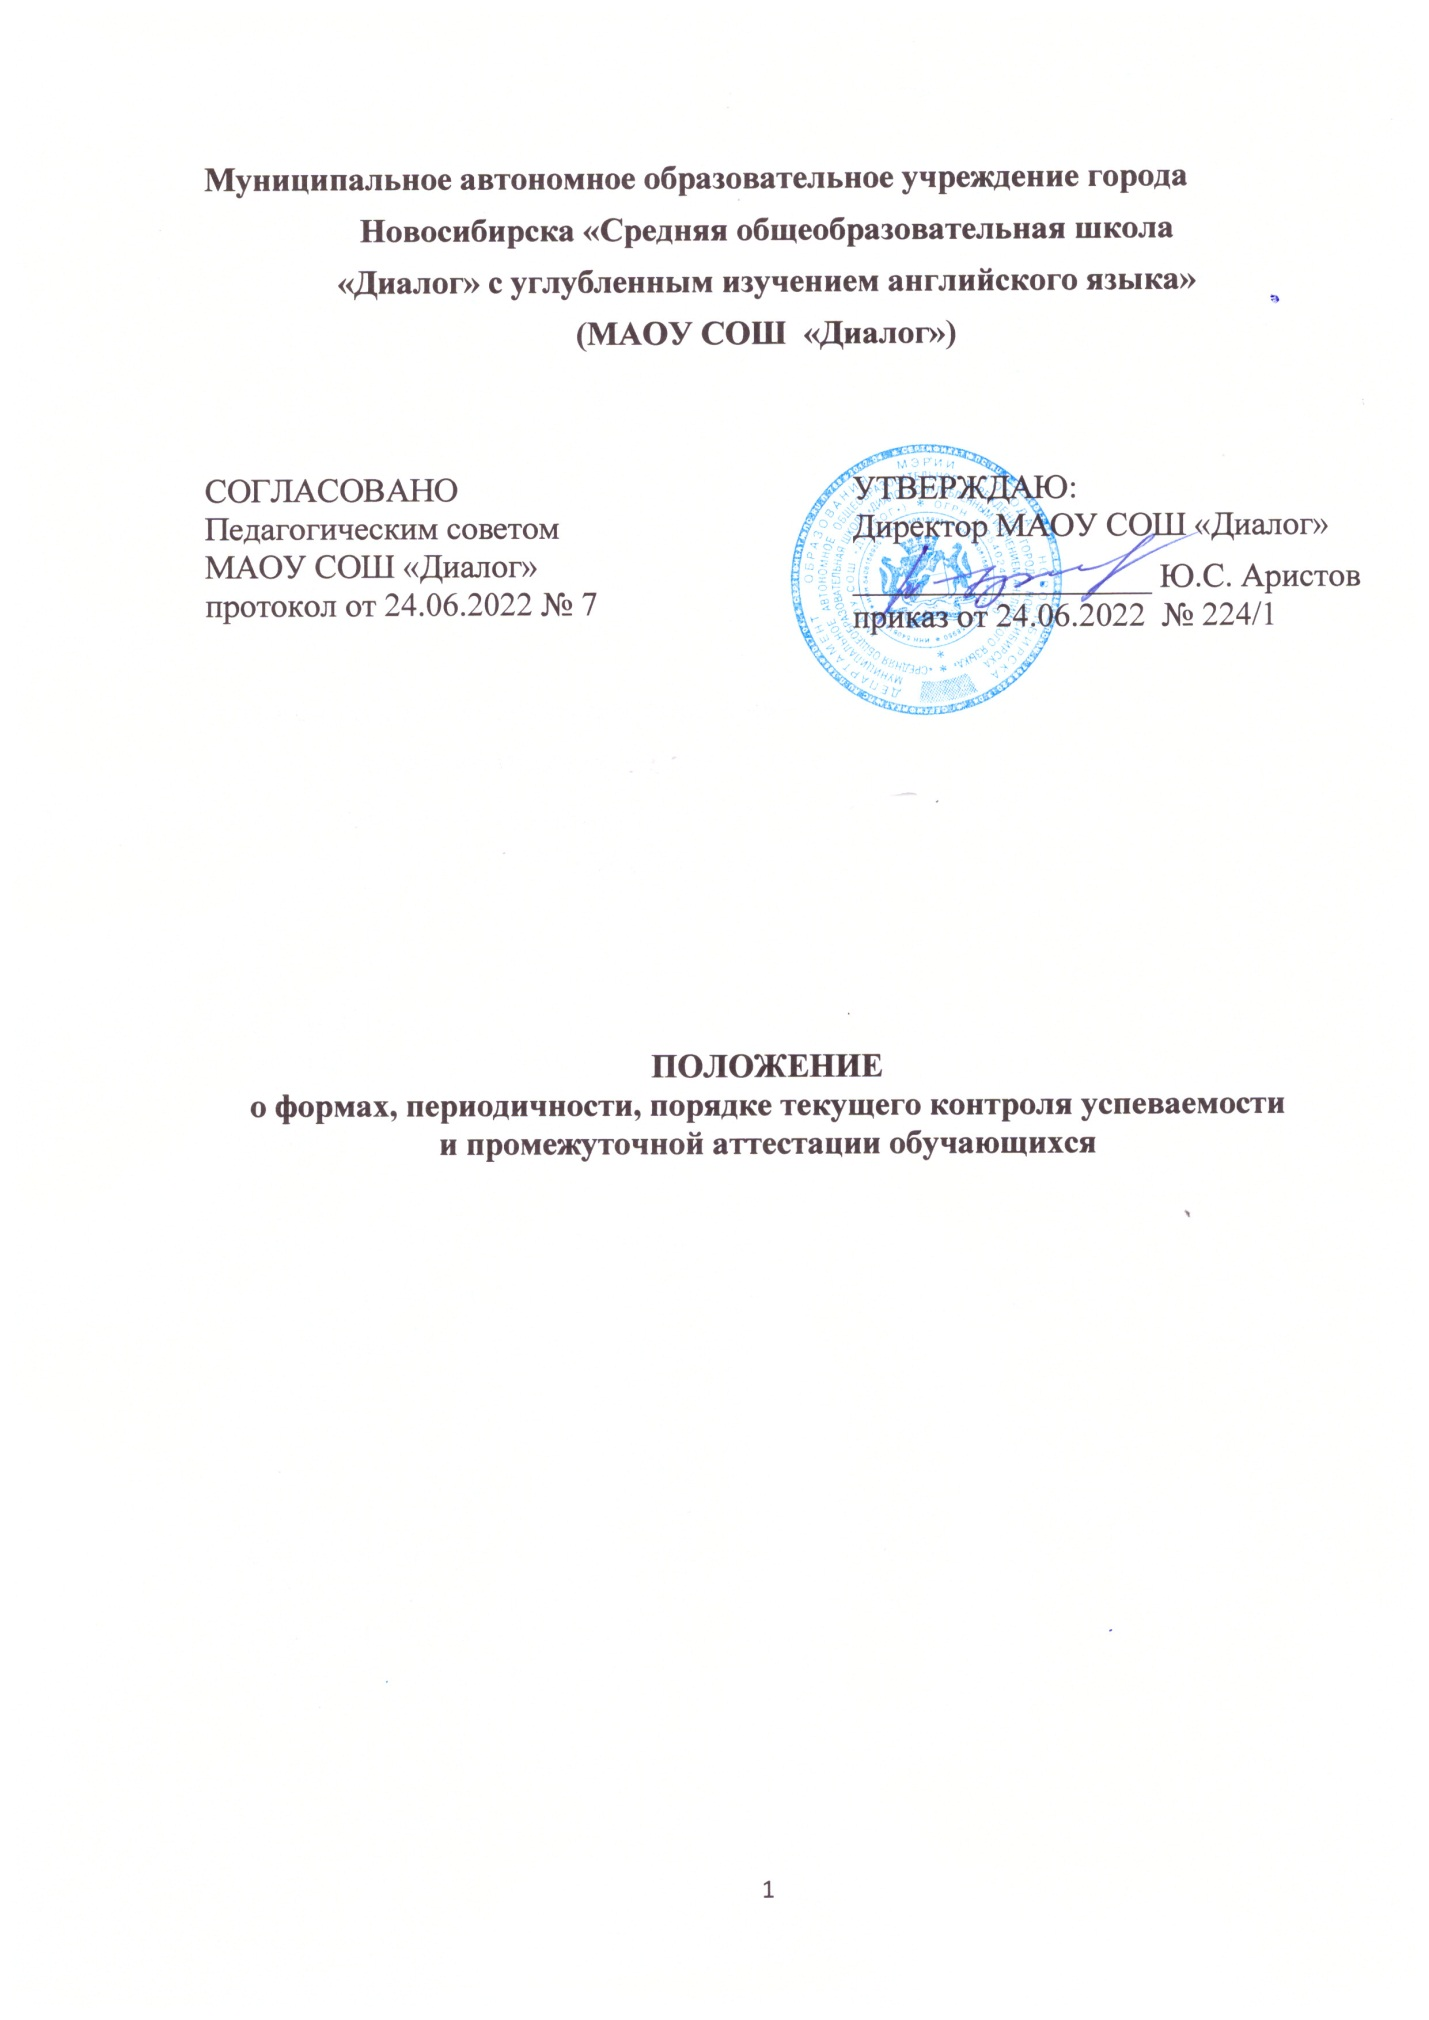 Муниципальное автономное образовательное учреждение города
Новосибирска «Средняя общеобразовательная школа
«Диалог» с углубленным изучением английского языка»
(МАОУ СОШ «Диалог»)
СОГЛАСОВАНО
Педагогическим советом
МАОУ СОШ «Диалог»
протокол от 24.06.2022 № 7
УТВЕРЖДАЮ:
Директор МАОУ СОШ «Диалог»
Ю.С. Аристов
приказ от 24.06.2022 № 224/1
ПОЛОЖЕНИЕ
о формах, периодичности, порядке текущего контроля успеваемости
и промежуточной аттестации обучающихся
1